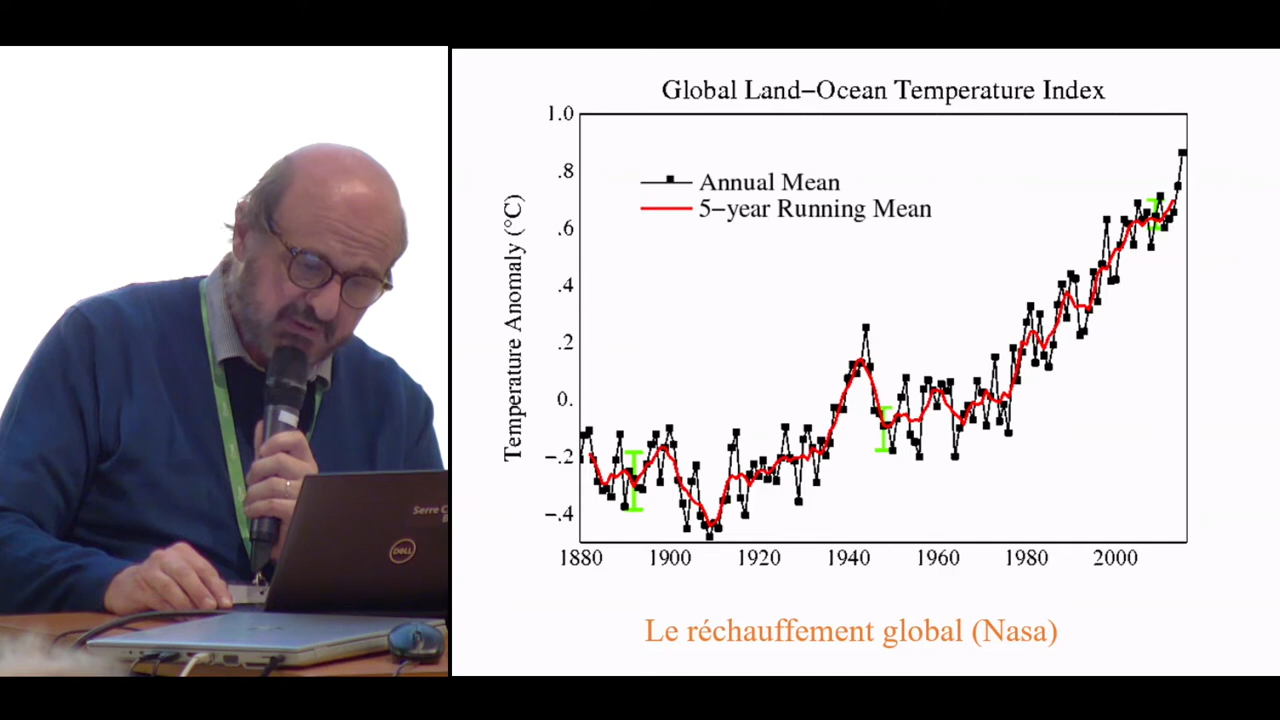 Global Land−Ocean Temperature Index
1.0
.8
.6
.4
.2
0.
−.2
−.4
Temperature Anomaly (°C)
Annual Mean
5−year Running Mean
1880 1900 1920 1940 1960 1980 2000
Le réchauffement global (Nasa)
Serre
DELL